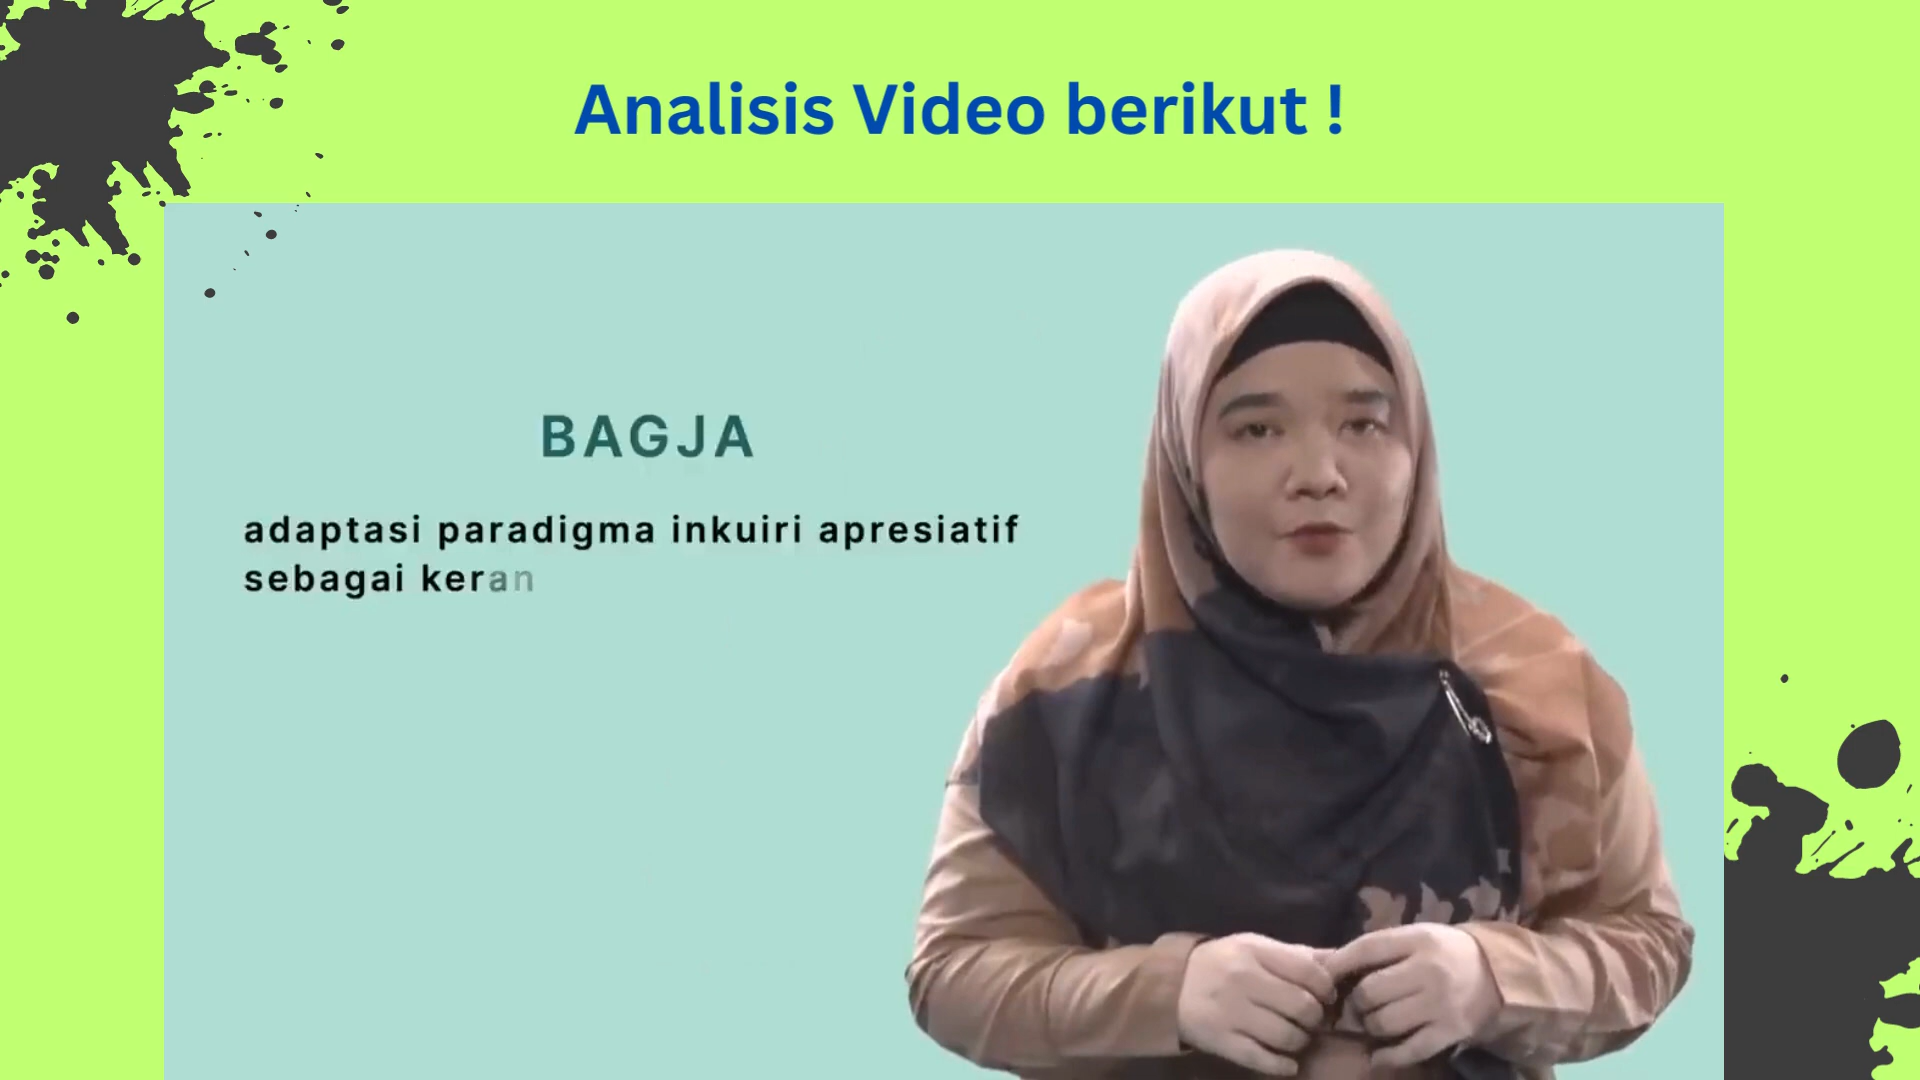 Analisis Video berikut !
BAGJA
adaptasi paradigma inkuiri apresiatif
sebagai keran